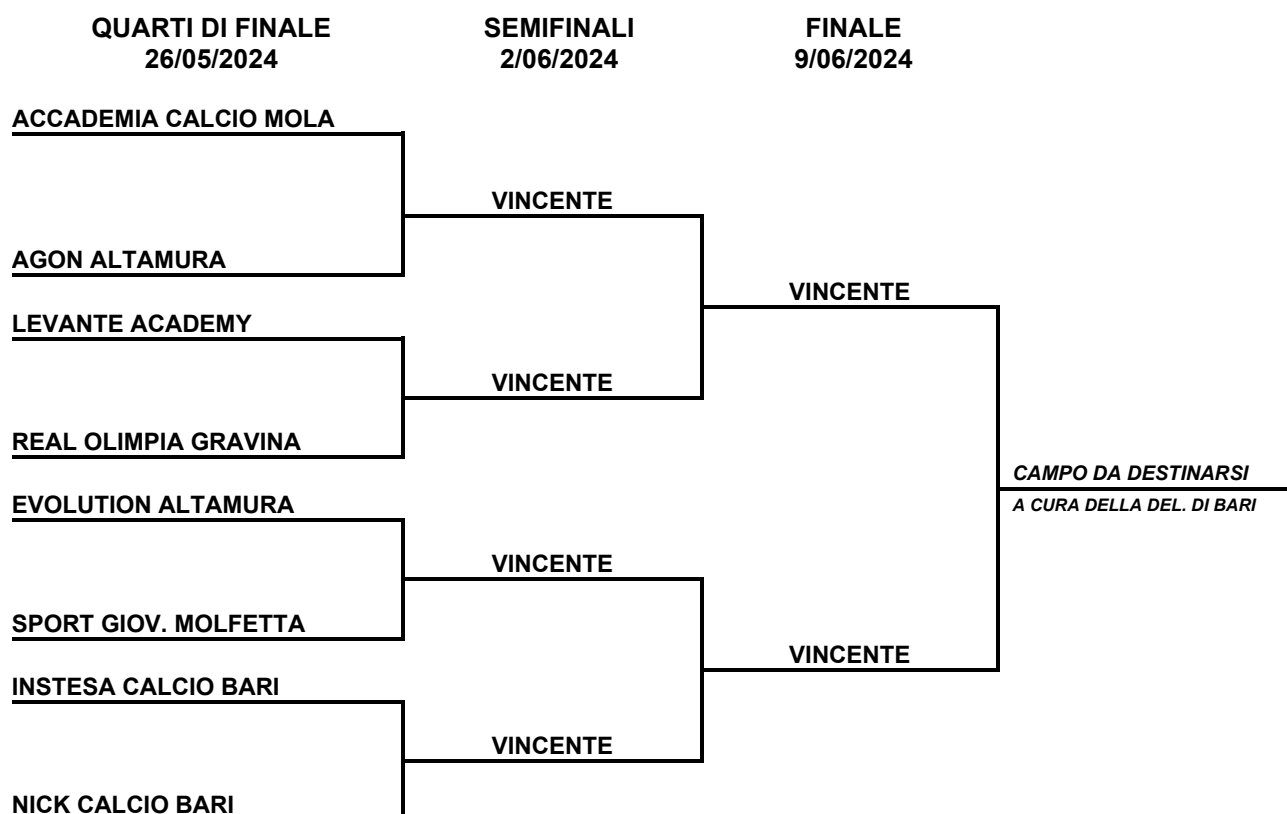 QUARTI DI FINALE
26/05/2024
SEMIFINALI
2/06/2024
FINALE
9/06/2024
ACCADEMIA CALCIO MOLA
VINCENTE
AGON ALTAMURA
VINCENTE
LEVANTE ACADEMY
VINCENTE
REAL OLIMPIA GRAVINA
CAMPO DA DESTINARSI
A CURA DELLA DEL. DI BARI
EVOLUTION ALTAMURA
VINCENTE
SPORT GIOV. MOLFETTA
VINCENTE
INSTESA CALCIO BARI
VINCENTE
NICK CALCIO BARI